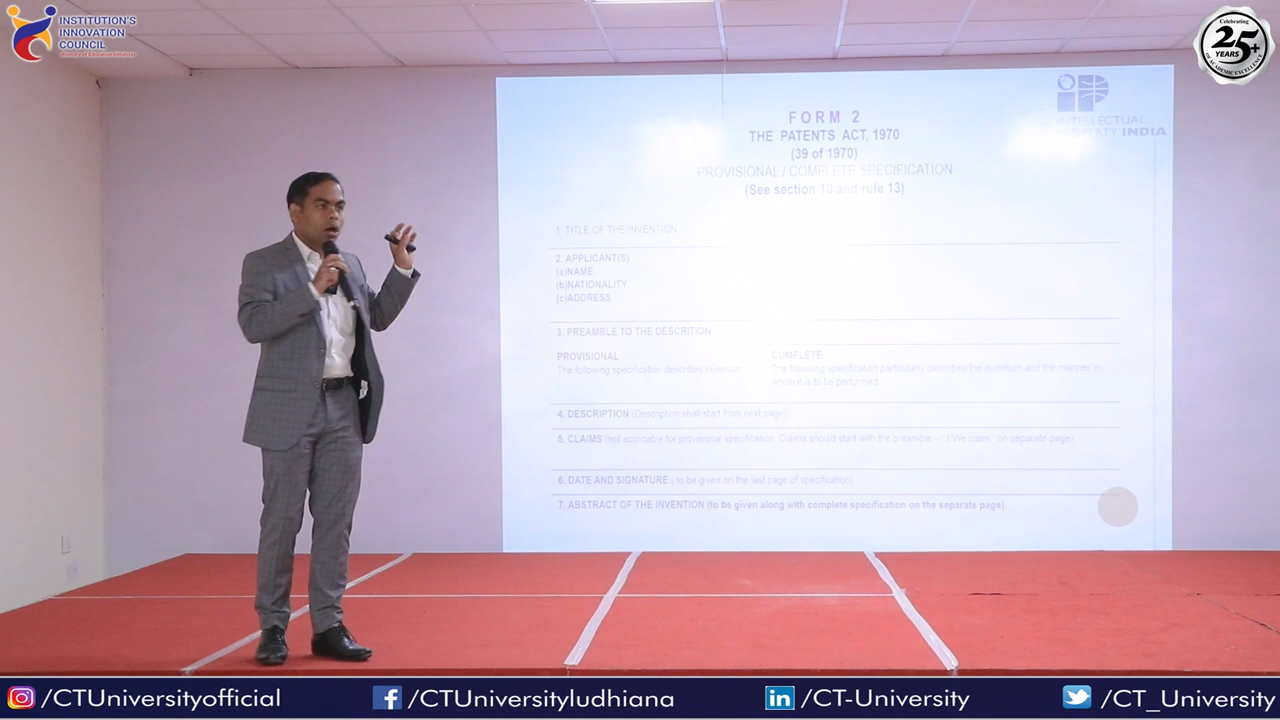 INSTITUTION'S
INNOVATION
COUNCIL
Celebrating
25+
YEARS
OF ACADEMIC EXCELLENCE
iP
INTELLECTUAL
PROPERTY INDIA
FORM 2
THE PATENTS ACT, 1970
(39 of 1970)
PROVISIONAL / COMPLETE SPECIFICATION
(See section 10 and rule 13)
1 TITLE OF THE INVENTION
2. APPLICANT(S)
(a)NAME
(b)NATIONALITY
(c)ADDRESS
3. PREAMBLE TO THE DESCRITION
PROVISIONAL
The following specification describes invention
COMPLETE
The following specification particularly describes the invention and the manner in
which it is to be performed
4. DESCRIPTION (Description shall start from next page)
5. CLAIMS (not applicable for provisional specification. Claims should start with the preamble - I/We claim on separate page)
6. DATE AND SIGNATURE ( to be given on the last page of specification)
7. ABSTRACT OF THE INVENTION (to be given along with complete specification on the separate page)
/CTUniversityofficial
/CTUniversityludhiana
/CT-University
/CT_University